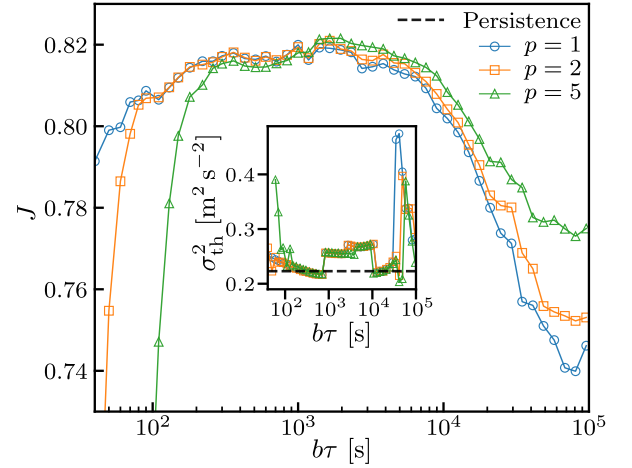 Persistence
p = 1
p = 2
p = 5
0.82
0.80
0.78
0.76
0.74
J
10² 10³ 10⁴ 10⁵
bτ [s]
0.4
0.3
0.2
σ²_th [m² s⁻²]
10² 10³ 10⁴ 10⁵
bτ [s]